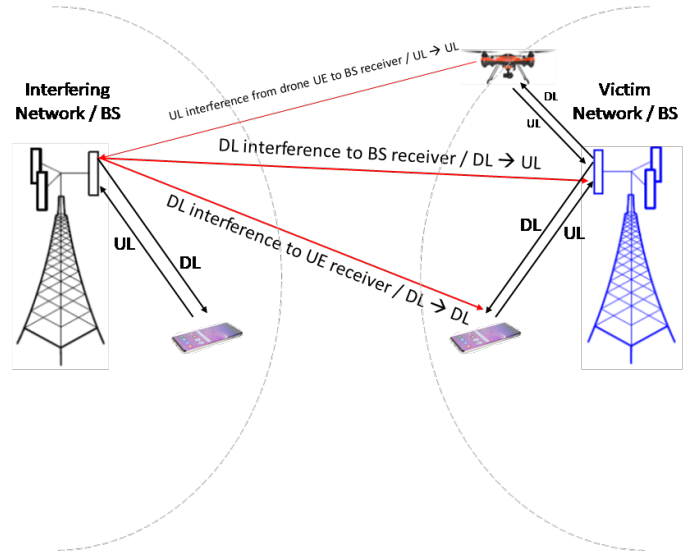 UL interference from drone UE to BS receiver / UL → UL
Interfering
Network / BS
Victim
Network / BS
DL
UL
DL interference to BS receiver / DL → UL
DL interference to UE receiver / DL → DL
UL
DL
DL
UL